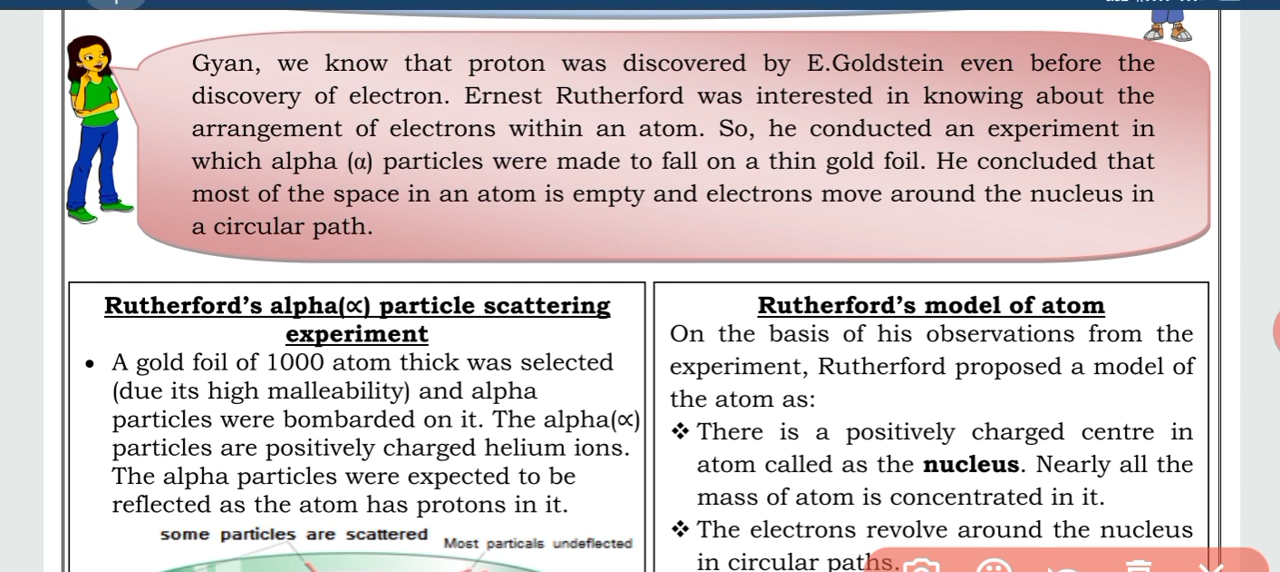 Gyan, we know that proton was discovered by E.Goldstein even before the
discovery of electron. Ernest Rutherford was interested in knowing about the
arrangement of electrons within an atom. So, he conducted an experiment in
which alpha (α) particles were made to fall on a thin gold foil. He concluded that
most of the space in an atom is empty and electrons move around the nucleus in
a circular path.
Rutherford's alpha(∝) particle scattering
experiment
• A gold foil of 1000 atom thick was selected
(due its high malleability) and alpha
particles were bombarded on it. The alpha(∝)
particles are positively charged helium ions.
The alpha particles were expected to be
reflected as the atom has protons in it.
some particles are scattered
Most particals undeflected
Rutherford's model of atom
On the basis of his observations from the
experiment, Rutherford proposed a model of
the atom as:
❖ There is a positively charged centre in
atom called as the nucleus. Nearly all the
mass of atom is concentrated in it.
❖ The electrons revolve around the nucleus
in circular paths.